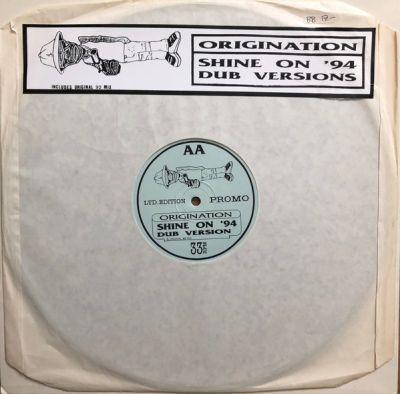 ORIGINATION
SHINE ON '94
DUB VERSIONS
INCLUDES ORIGINAL 92 MIX
AA
LTD. EDITION PROMO
ORIGINATION
SHINE ON '94
DUB VERSION
33